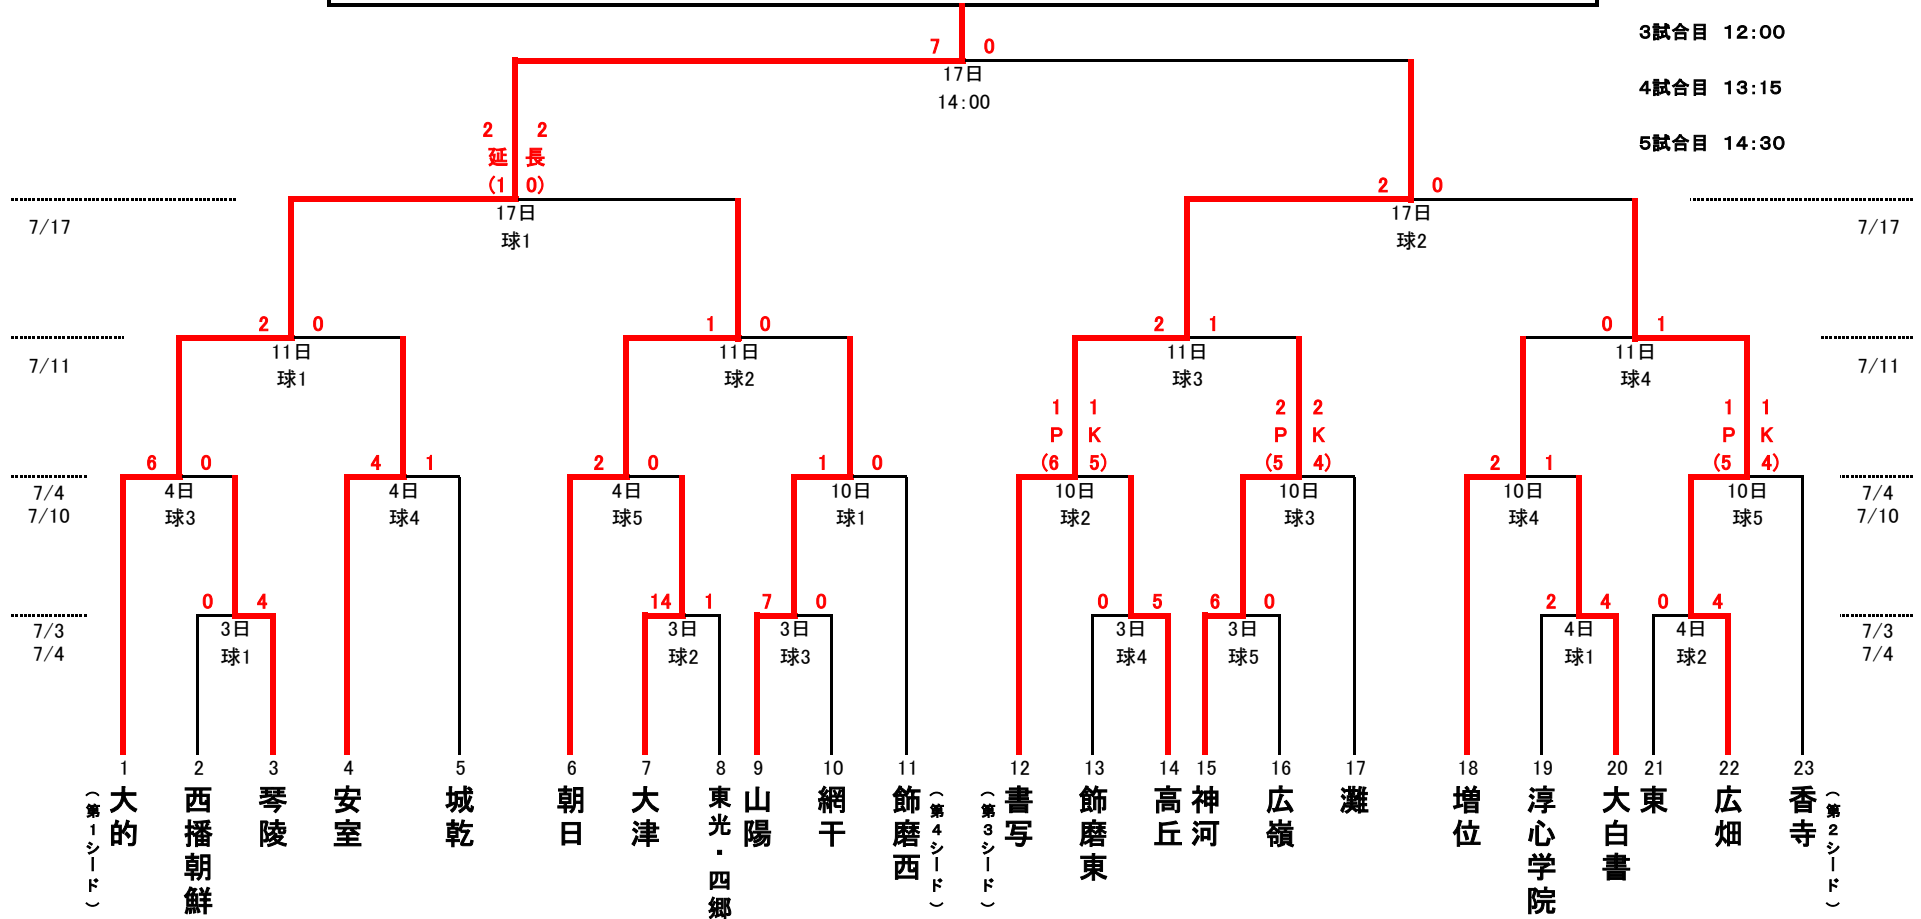 3試合目 12:00
4試合目 13:15
5試合目 14:30
7 0
17日
14:00
2 2
延 長
(1 0)
17日
球1
2 0
17日
球2
7/17
7/17
2 0
11日
球1
1 0
11日
球2
2 1
11日
球3
0 1
11日
球4
7/11
7/11
6 0
4日
球3
4 1
4日
球4
2 0
4日
球5
1 0
10日
球1
1 1
P K
(6 5)
10日
球2
2 2
P K
(5 4)
10日
球3
2 1
10日
球4
1 1
P K
(5 4)
10日
球5
7/4
7/10
7/4
7/10
0 4
3日
球1
14 1
3日
球2
7 0
3日
球3
0 5
3日
球4
6 0
3日
球5
2 4
4日
球1
0 4
4日
球2
7/3
7/4
7/3
7/4
1 2 3 4 5 6 7 8 9 10 11 12 13 14 15 16 17 18 19 20 21 22 23
(第1シード)
大的
西播朝鮮
琴陵
安室
城乾
朝日
大津
東光・四郷
山陽
網干
飾磨西
(第4シード)
(第3シード)
書写
飾磨東
高丘
神河
広嶺
灘
増位
淳心学院
大白書
東
広畑
香寺
(第2シード)